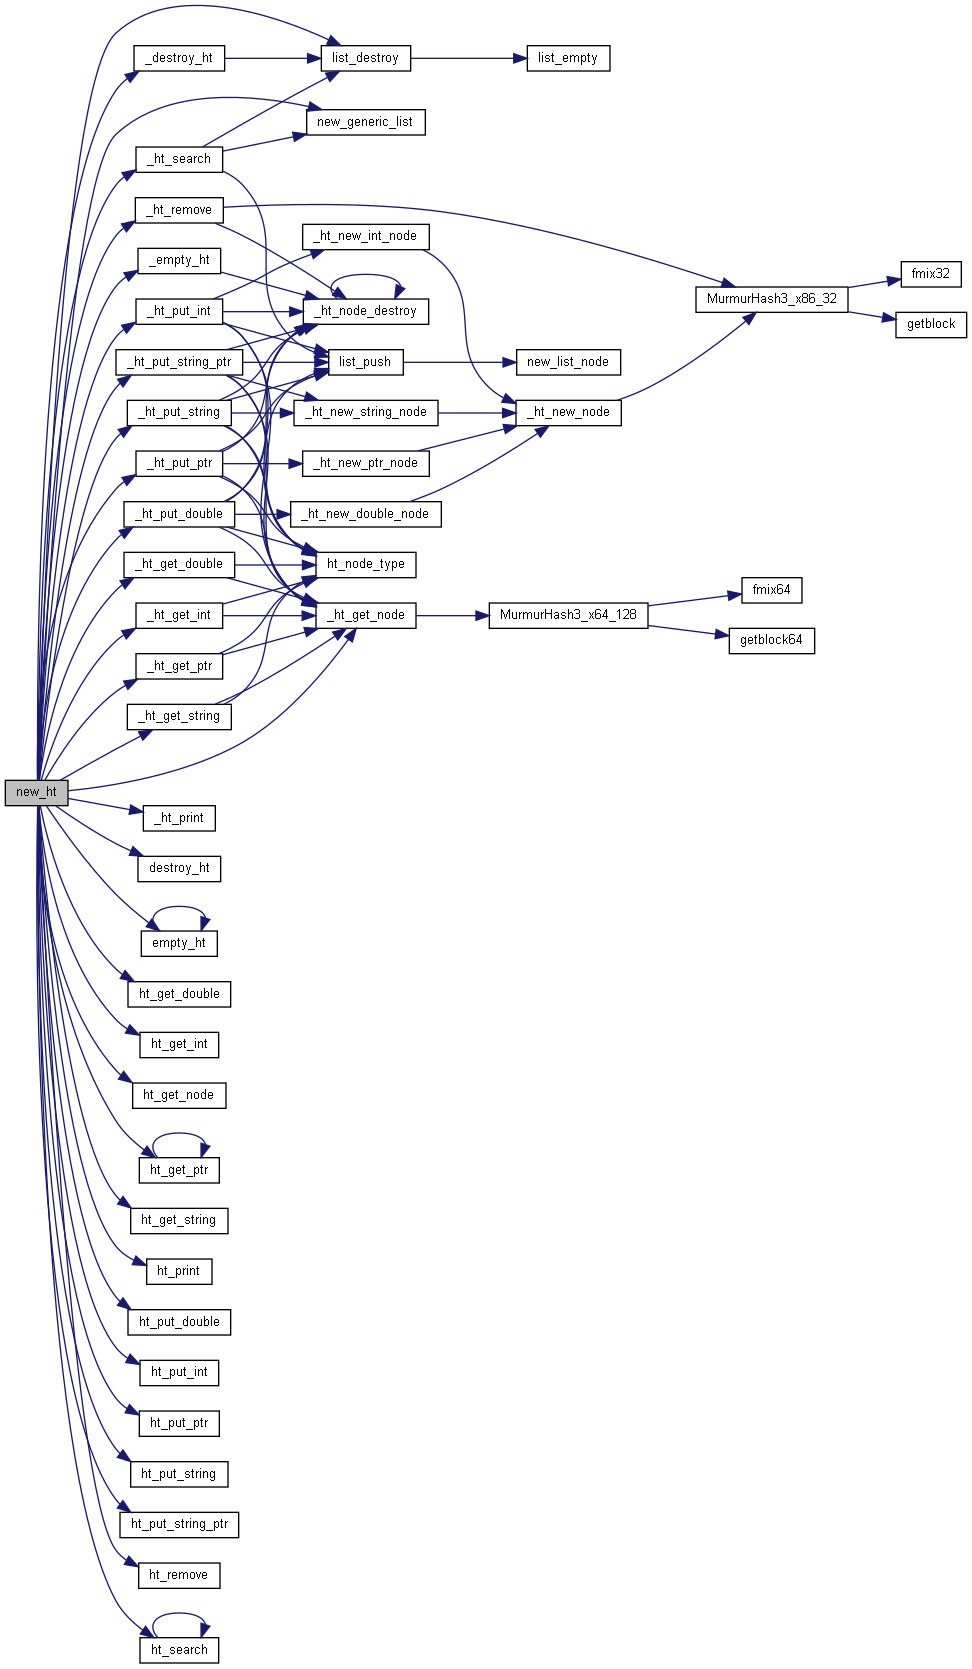 _destroy_ht
list_destroy
list_empty
new_generic_list
_ht_search
_ht_remove
_ht_new_int_node
_empty_ht
fmix32
MurmurHash3_x86_32
_ht_put_int
_ht_node_destroy
getblock
_ht_put_string_ptr
list_push
new_list_node
_ht_put_string
_ht_new_string_node
_ht_new_node
_ht_put_ptr
_ht_new_ptr_node
_ht_put_double
_ht_new_double_node
_ht_get_double
ht_node_type
fmix64
_ht_get_int
_ht_get_node
MurmurHash3_x64_128
getblock64
_ht_get_ptr
_ht_get_string
new_ht
_ht_print
destroy_ht
empty_ht
ht_get_double
ht_get_int
ht_get_node
ht_get_ptr
ht_get_string
ht_print
ht_put_double
ht_put_int
ht_put_ptr
ht_put_string
ht_put_string_ptr
ht_remove
ht_search